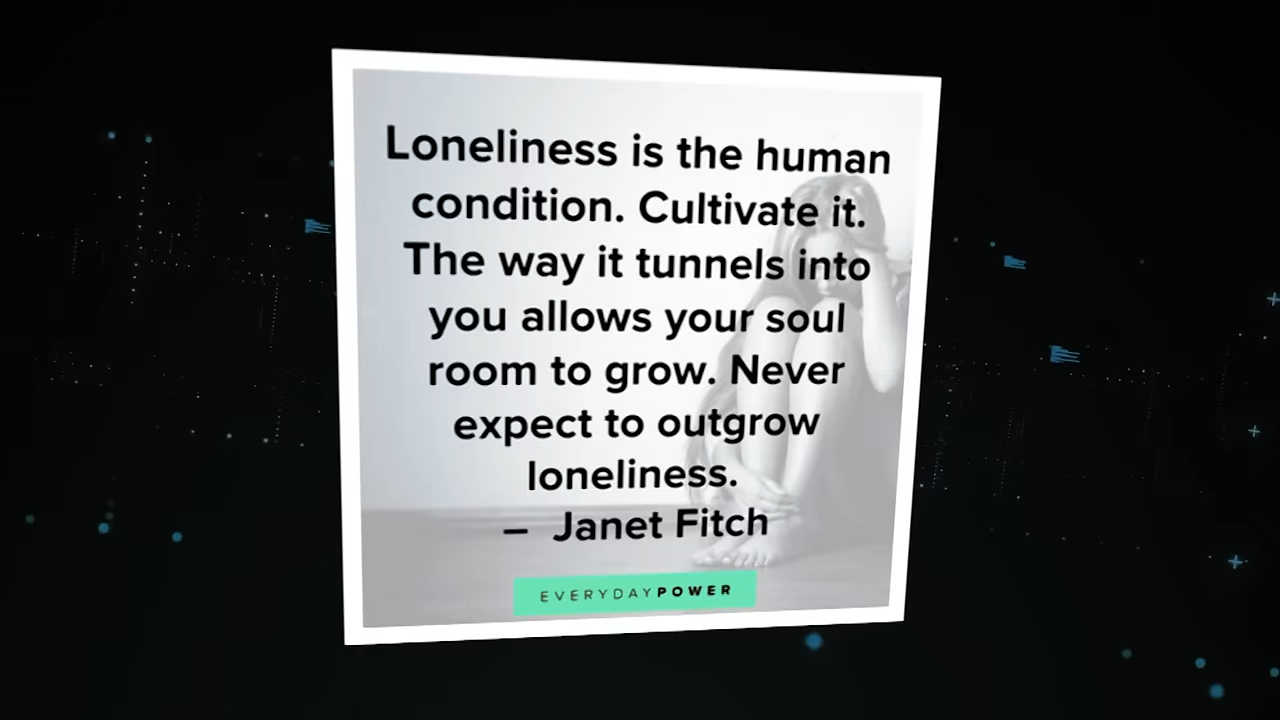 Loneliness is the human
condition. Cultivate it.
The way it tunnels into
you allows your soul
room to grow. Never
expect to outgrow
loneliness.
– Janet Fitch
EVERYDAYPOWER